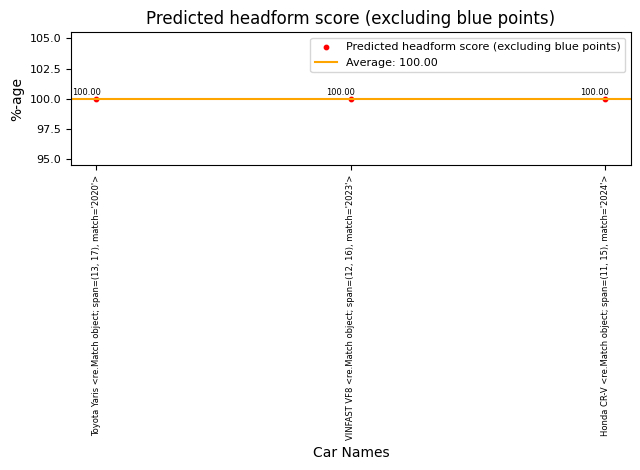 Predicted headform score (excluding blue points)
105.0
102.5
100.0
97.5
95.0
%-age
Predicted headform score (excluding blue points)
Average: 100.00
100.00
100.00
100.00
Toyota Yaris <re.Match object; span=(13, 17), match='2020'>
VINFAST VF8 <re.Match object; span=(12, 16), match='2023'>
Honda CR-V <re.Match object; span=(11, 15), match='2024'>
Car Names